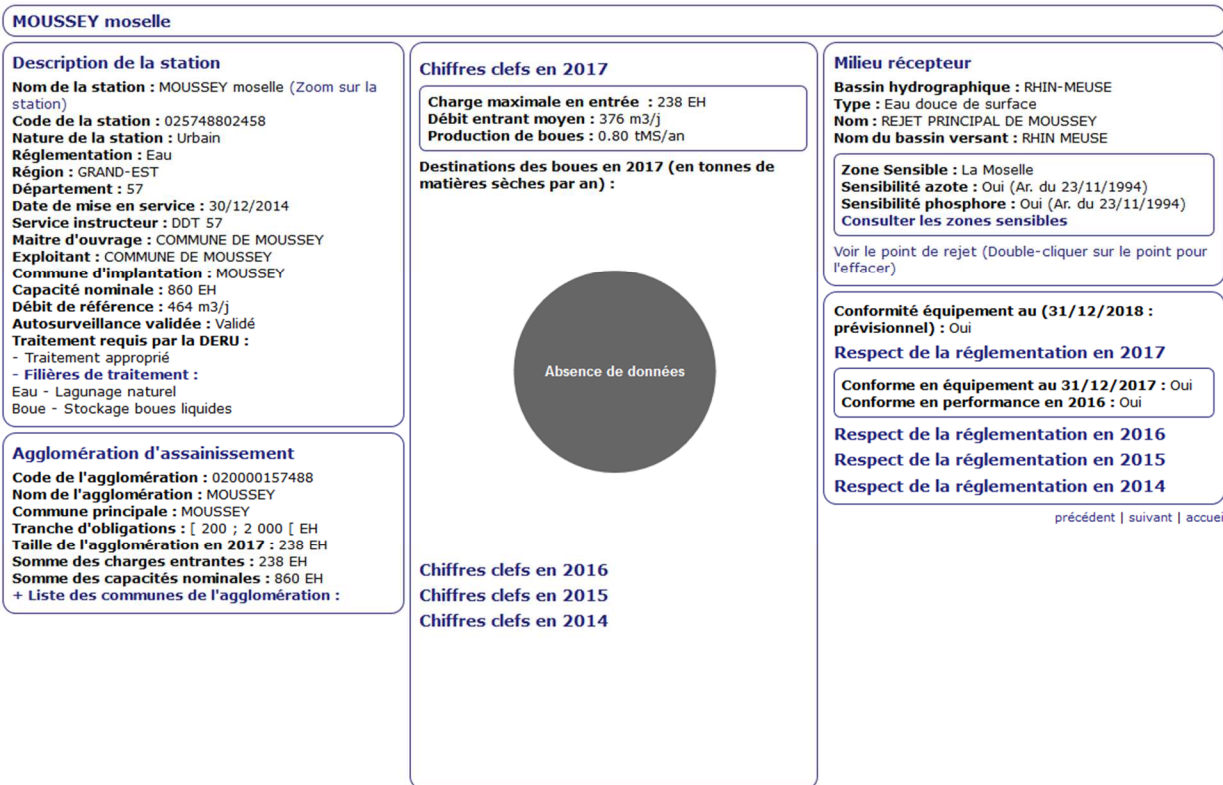 MOUSSEY moselle
Description de la station
Nom de la station : MOUSSEY moselle (Zoom sur la
station)
Code de la station : 025748802458
Nature de la station : Urbain
Réglementation : Eau
Région : GRAND-EST
Département : 57
Date de mise en service : 30/12/2014
Service instructeur : DDT 57
Maitre d'ouvrage : COMMUNE DE MOUSSEY
Exploitant : COMMUNE DE MOUSSEY
Commune d'implantation : MOUSSEY
Capacité nominale : 860 EH
Débit de référence : 464 m3/j
Autosurveillance validée : Validé
Traitement requis par la DERU :
- Traitement approprié
- Filières de traitement :
Eau - Lagunage naturel
Boue - Stockage boues liquides
Agglomération d'assainissement
Code de l'agglomération : 020000157488
Nom de l'agglomération : MOUSSEY
Commune principale : MOUSSEY
Tranche d'obligations : [ 200 ; 2 000 [ EH
Taille de l'agglomération en 2017 : 238 EH
Somme des charges entrantes : 238 EH
Somme des capacités nominales : 860 EH
+ Liste des communes de l'agglomération :
Chiffres clefs en 2017
Charge maximale en entrée : 238 EH
Débit entrant moyen : 376 m3/j
Production de boues : 0.80 tMS/an
Destinations des boues en 2017 (en tonnes de
matières sèches par an) :
Absence de données
Chiffres clefs en 2016
Chiffres clefs en 2015
Chiffres clefs en 2014
Milieu récepteur
Bassin hydrographique : RHIN-MEUSE
Type : Eau douce de surface
Nom : REJET PRINCIPAL DE MOUSSEY
Nom du bassin versant : RHIN MEUSE
Zone Sensible : La Moselle
Sensibilité azote : Oui (Ar. du 23/11/1994)
Sensibilité phosphore : Oui (Ar. du 23/11/1994)
Consulter les zones sensibles
Voir le point de rejet (Double-cliquer sur le point pour
l'effacer)
Conformité équipement au (31/12/2018 :
prévisionnel) : Oui
Respect de la réglementation en 2017
Conforme en équipement au 31/12/2017 : Oui
Conforme en performance en 2016 : Oui
Respect de la réglementation en 2016
Respect de la réglementation en 2015
Respect de la réglementation en 2014
précédent | suivant | accuei